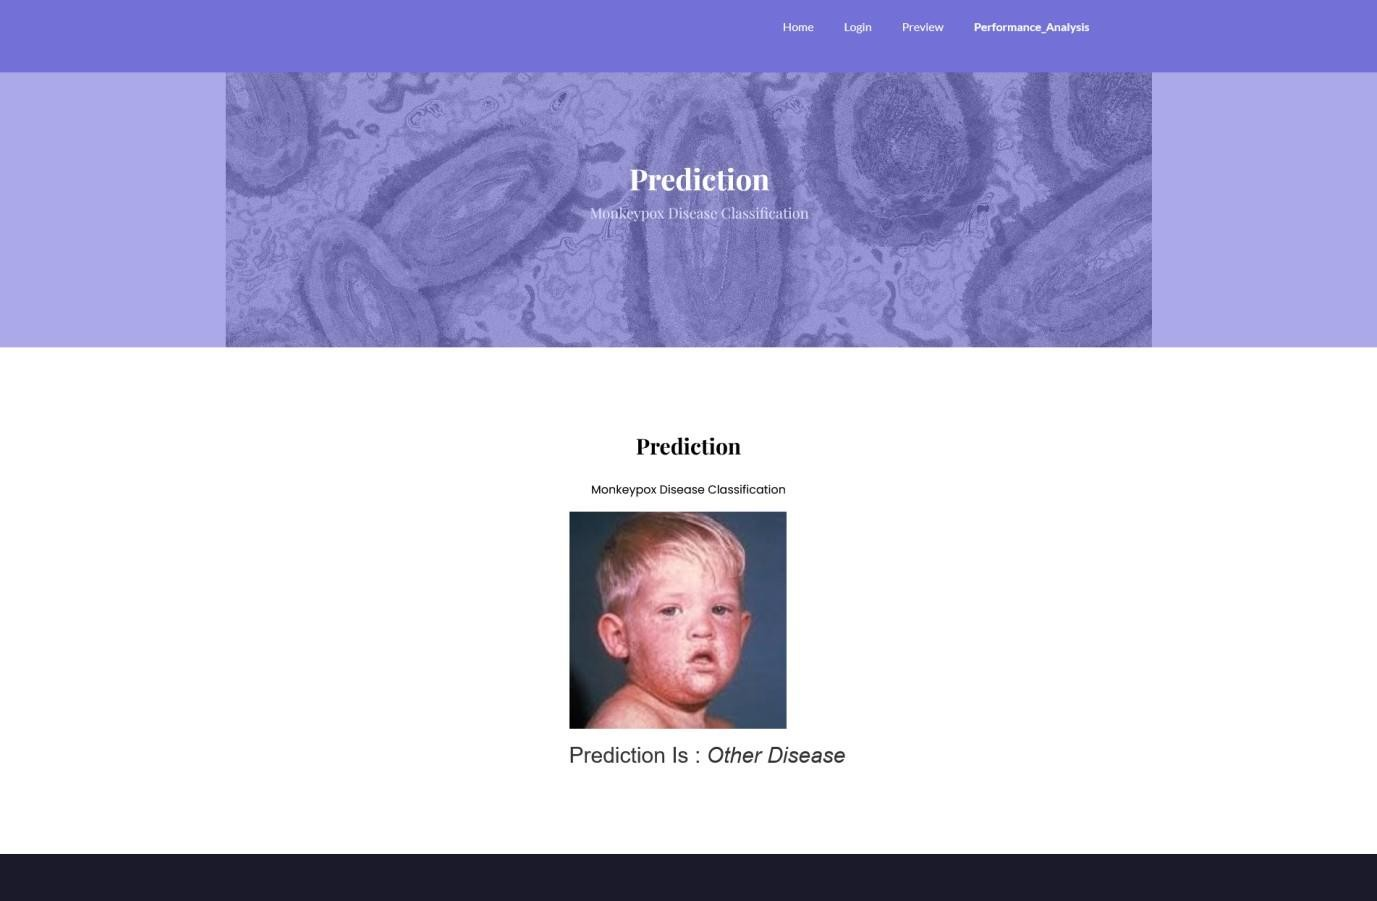 Home Login Preview Performance_Analysis
Prediction
Monkeypox Disease Classification
Prediction
Monkeypox Disease Classification
Prediction Is : Other Disease